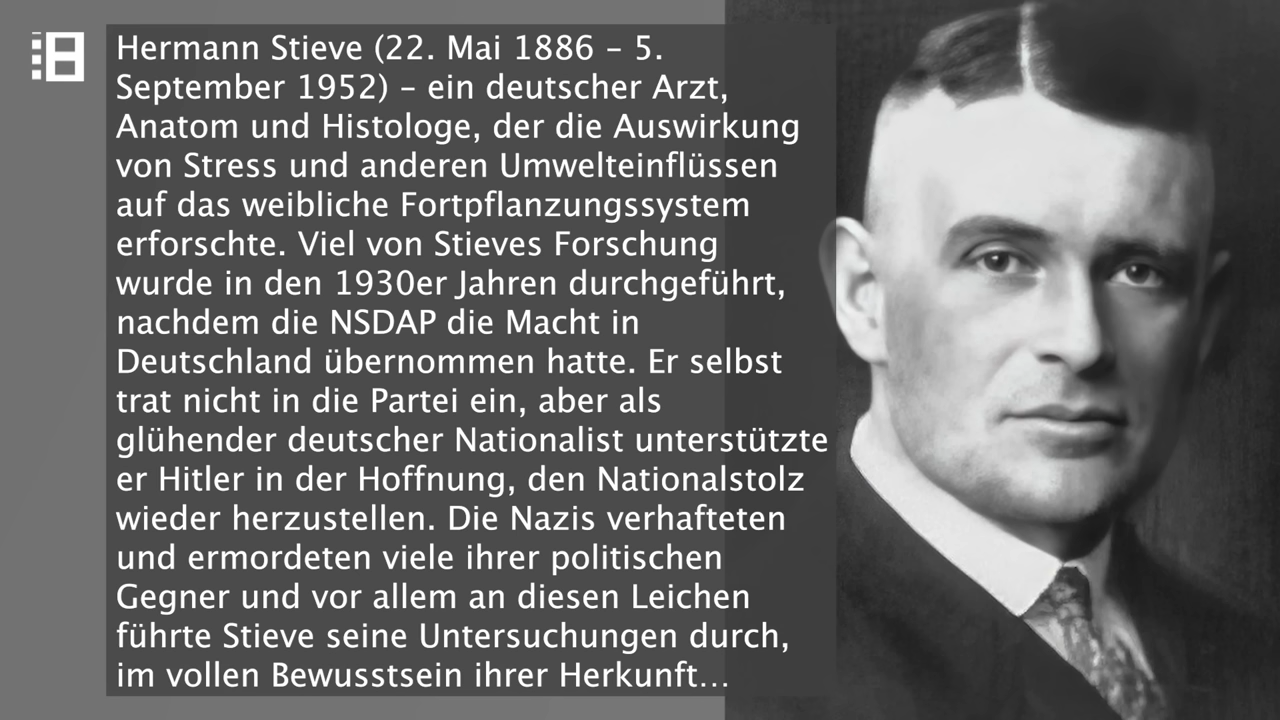 Hermann Stieve (22. Mai 1886 – 5.
September 1952) – ein deutscher Arzt,
Anatom und Histologe, der die Auswirkung
von Stress und anderen Umwelteinflüssen
auf das weibliche Fortpflanzungssystem
erforschte. Viel von Stieves Forschung
wurde in den 1930er Jahren durchgeführt,
nachdem die NSDAP die Macht in
Deutschland übernommen hatte. Er selbst
trat nicht in die Partei ein, aber als
glühender deutscher Nationalist unterstützte
er Hitler in der Hoffnung, den Nationalstolz
wieder herzustellen. Die Nazis verhafteten
und ermordeten viele ihrer politischen
Gegner und vor allem an diesen Leichen
führte Stieve seine Untersuchungen durch,
im vollen Bewusstsein ihrer Herkunft...